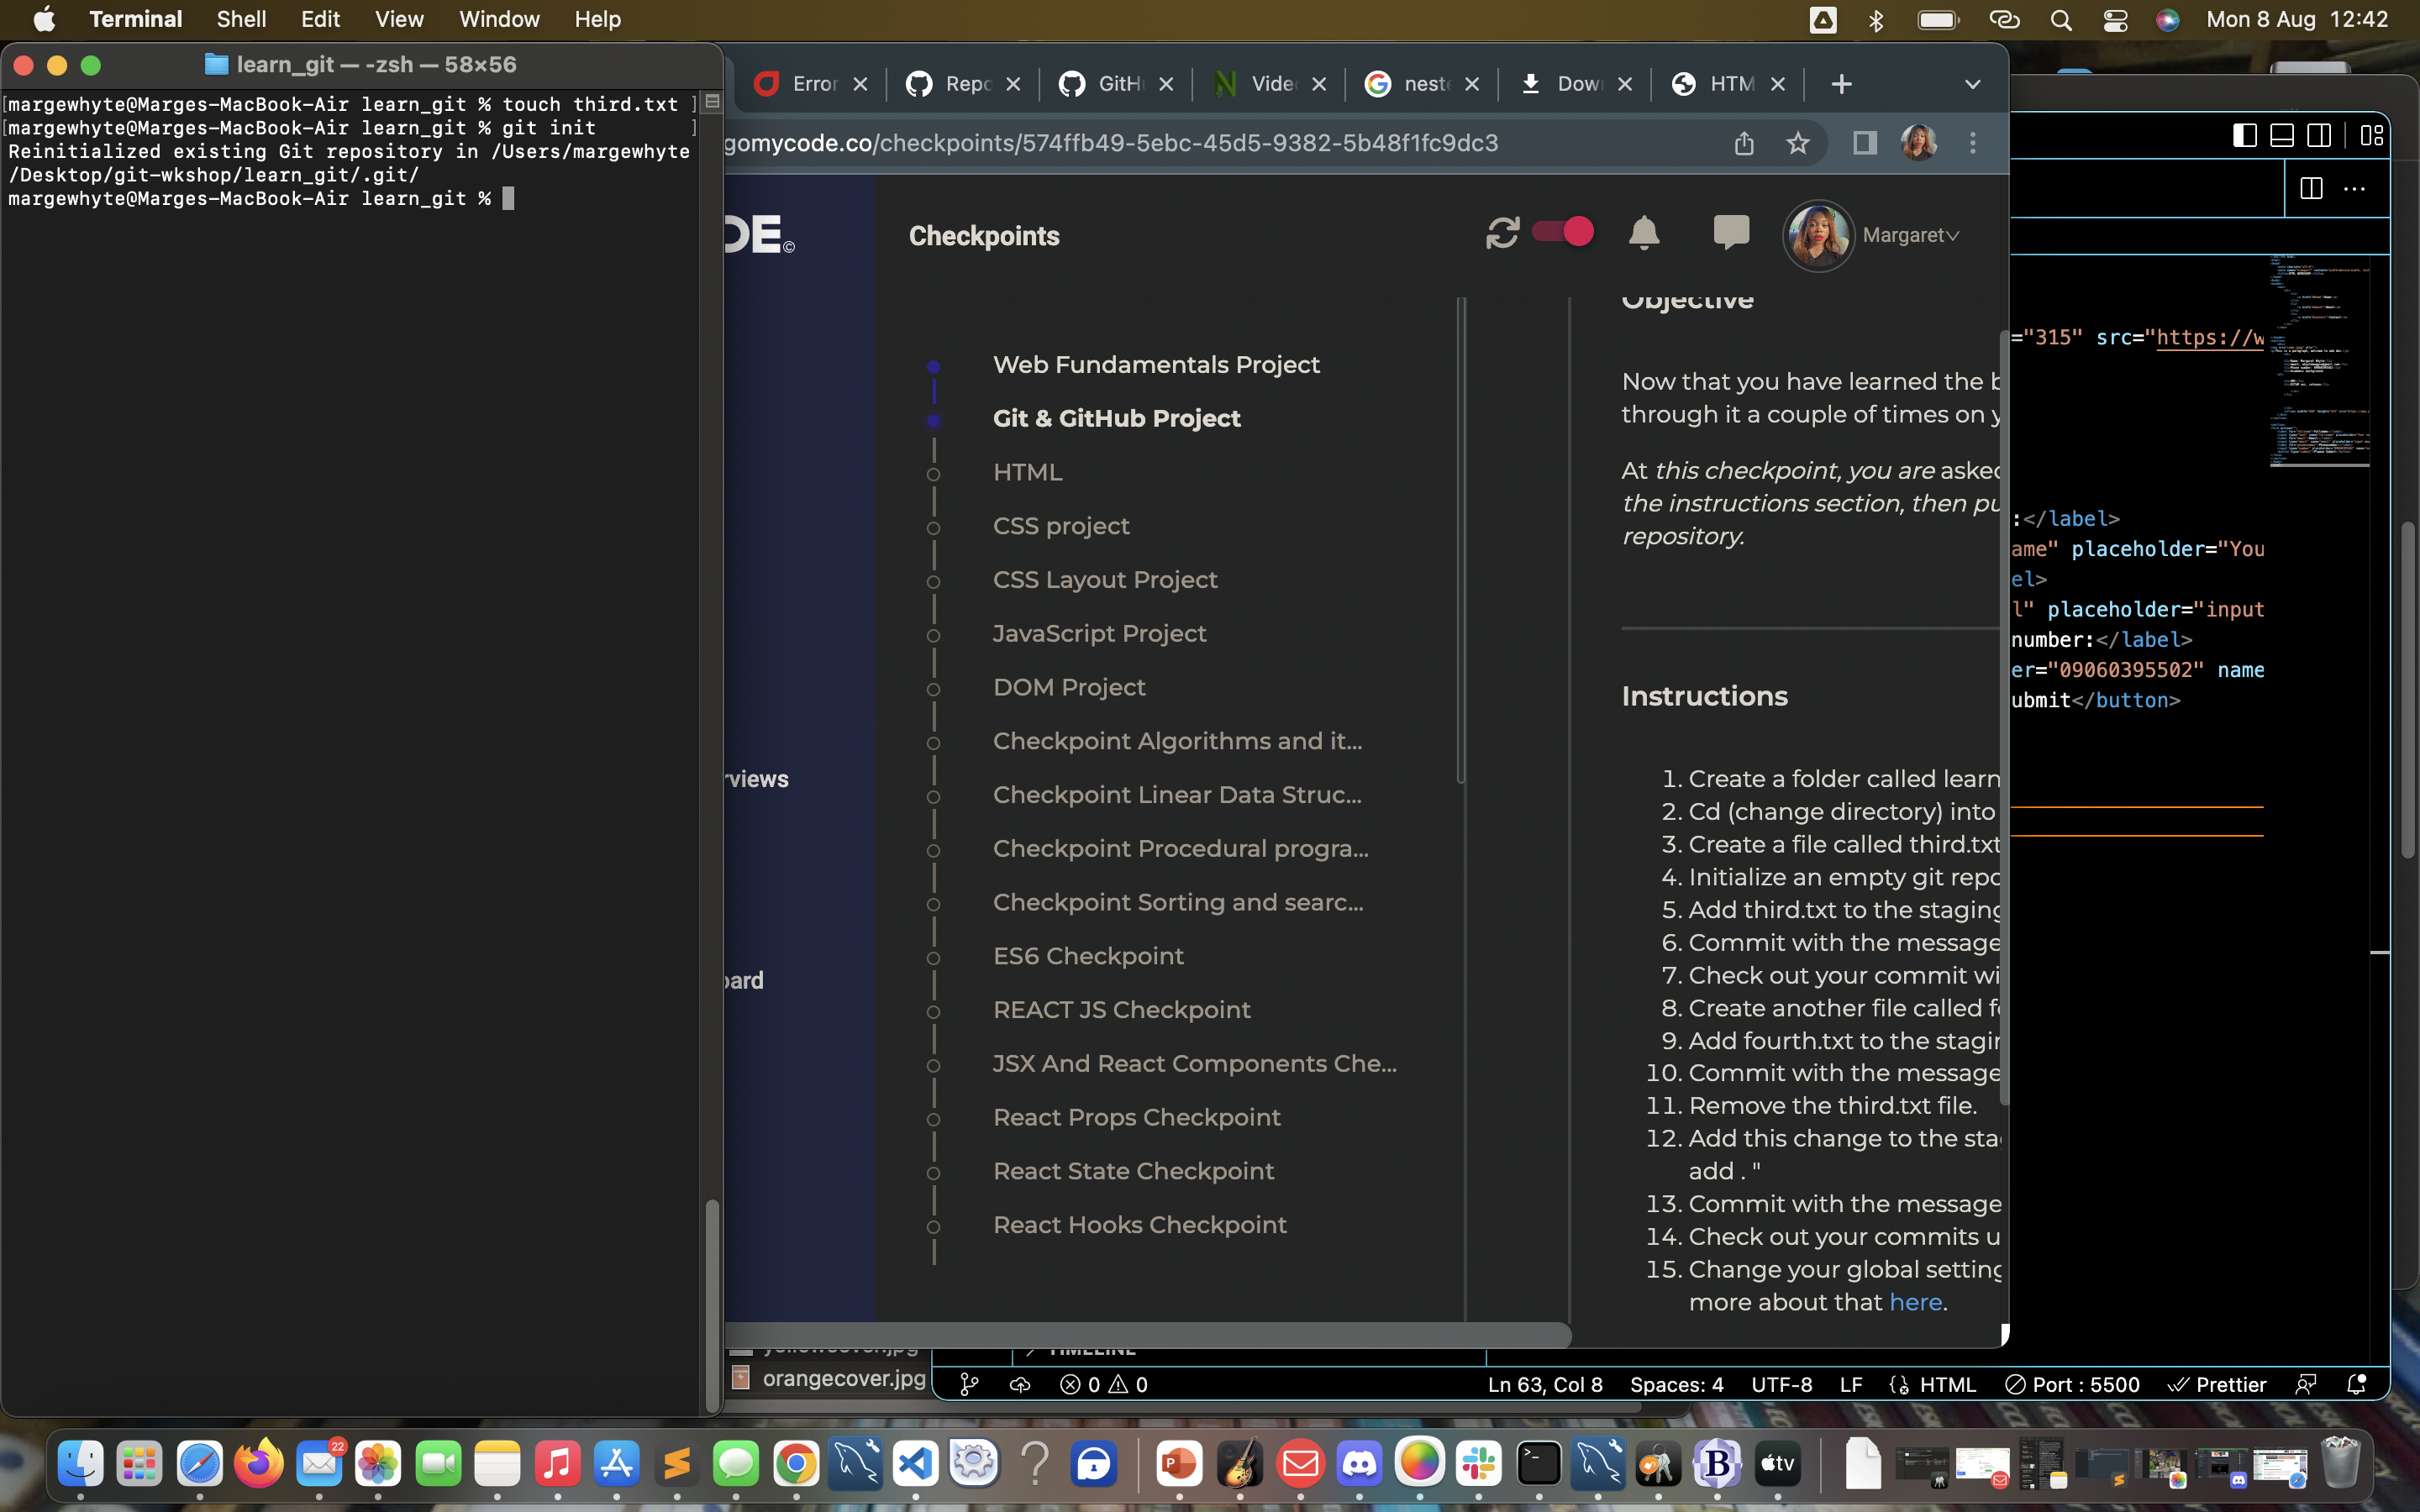 Terminal Shell Edit View Window Help
Mon 8 Aug 12:42
learn_git — -zsh — 58×56
margewhyte@Marges-MacBook-Air learn_git % touch third.txt
margewhyte@Marges-MacBook-Air learn_git % git init
Reinitialized existing Git repository in /Users/margewhyte
/Desktop/git-wkshop/learn_git/.git/
margewhyte@Marges-MacBook-Air learn_git %
Error Repo GitH Vide nest Dow HTM
gomycode.co/checkpoints/574ffb49-5ebc-45d5-9382-5b48f1fc9dc3
DE©
Checkpoints
Margaret
rviews
oard
Web Fundamentals Project
Git & GitHub Project
HTML
CSS project
CSS Layout Project
JavaScript Project
DOM Project
Checkpoint Algorithms and it...
Checkpoint Linear Data Struc...
Checkpoint Procedural progra...
Checkpoint Sorting and searc...
ES6 Checkpoint
REACT JS Checkpoint
JSX And React Components Che...
React Props Checkpoint
React State Checkpoint
React Hooks Checkpoint
Objective
Now that you have learned the b
through it a couple of times on y
At this checkpoint, you are asked
the instructions section, then pu
repository.
Instructions
1. Create a folder called learn
2. Cd (change directory) into
3. Create a file called third.txt
4. Initialize an empty git repo
5. Add third.txt to the staging
6. Commit with the message
7. Check out your commit wi
8. Create another file called fo
9. Add fourth.txt to the stagin
10. Commit with the message
11. Remove the third.txt file.
12. Add this change to the sta
add . "
13. Commit with the message
14. Check out your commits u
15. Change your global setting
more about that here.
="315" src="https://w
:</label>
ame" placeholder="You
el>
l" placeholder="input
number:</label>
er="09060395502" name
ubmit</button>
yellowcover.jpg
orangecover.jpg
TIMELINE
0 0
Ln 63, Col 8 Spaces: 4 UTF-8 LF HTML Port : 5500 Prettier
22
tv